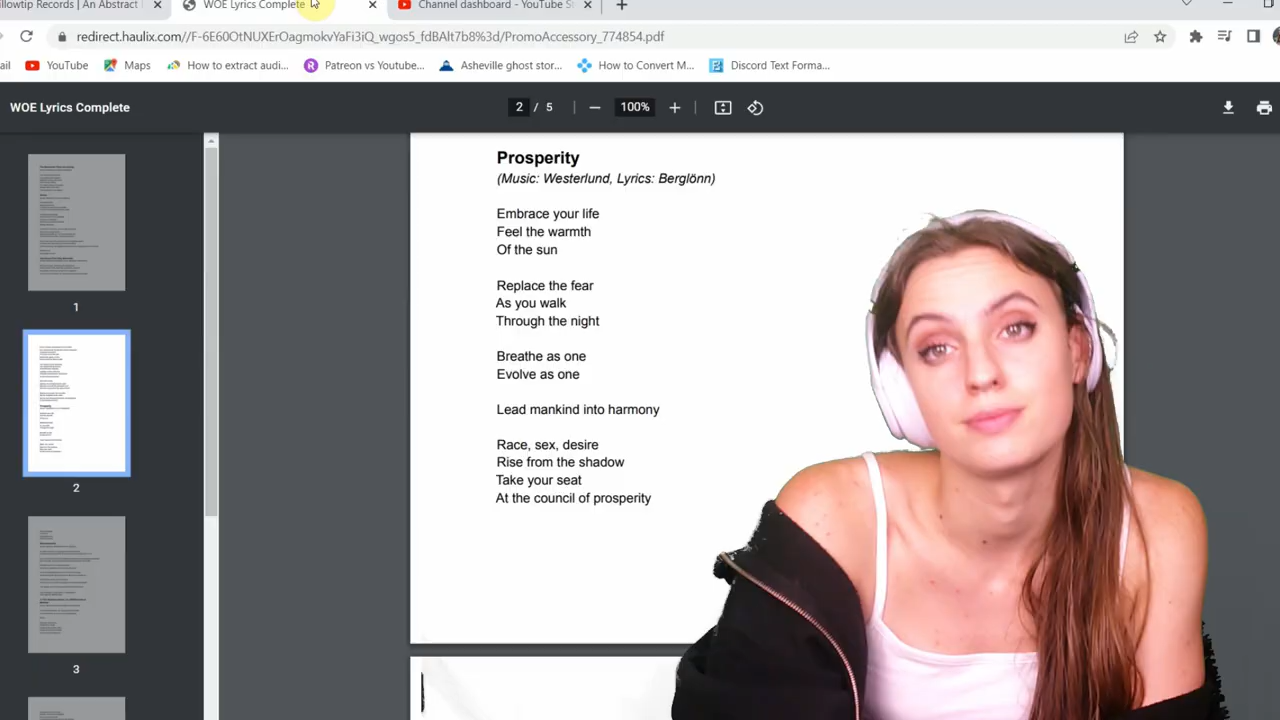 illowtip Records | An Abstract
WOE Lyrics Complete
Channel dashboard - YouTube S
redirect.haulix.com//F-6E60OtNUXErOagmokvYaFi3iQ_wgos5_fdBAIt7b8%3d/PromoAccessory_774854.pdf
ail YouTube Maps How to extract audi... Patreon vs Youtube... Asheville ghost stor... How to Convert M... Discord Text Forma...
WOE Lyrics Complete 2 / 5 100%
1
2
3
Prosperity
(Music: Westerlund, Lyrics: Berglönn)
Embrace your life
Feel the warmth
Of the sun
Replace the fear
As you walk
Through the night
Breathe as one
Evolve as one
Lead mankind into harmony
Race, sex, desire
Rise from the shadow
Take your seat
At the council of prosperity